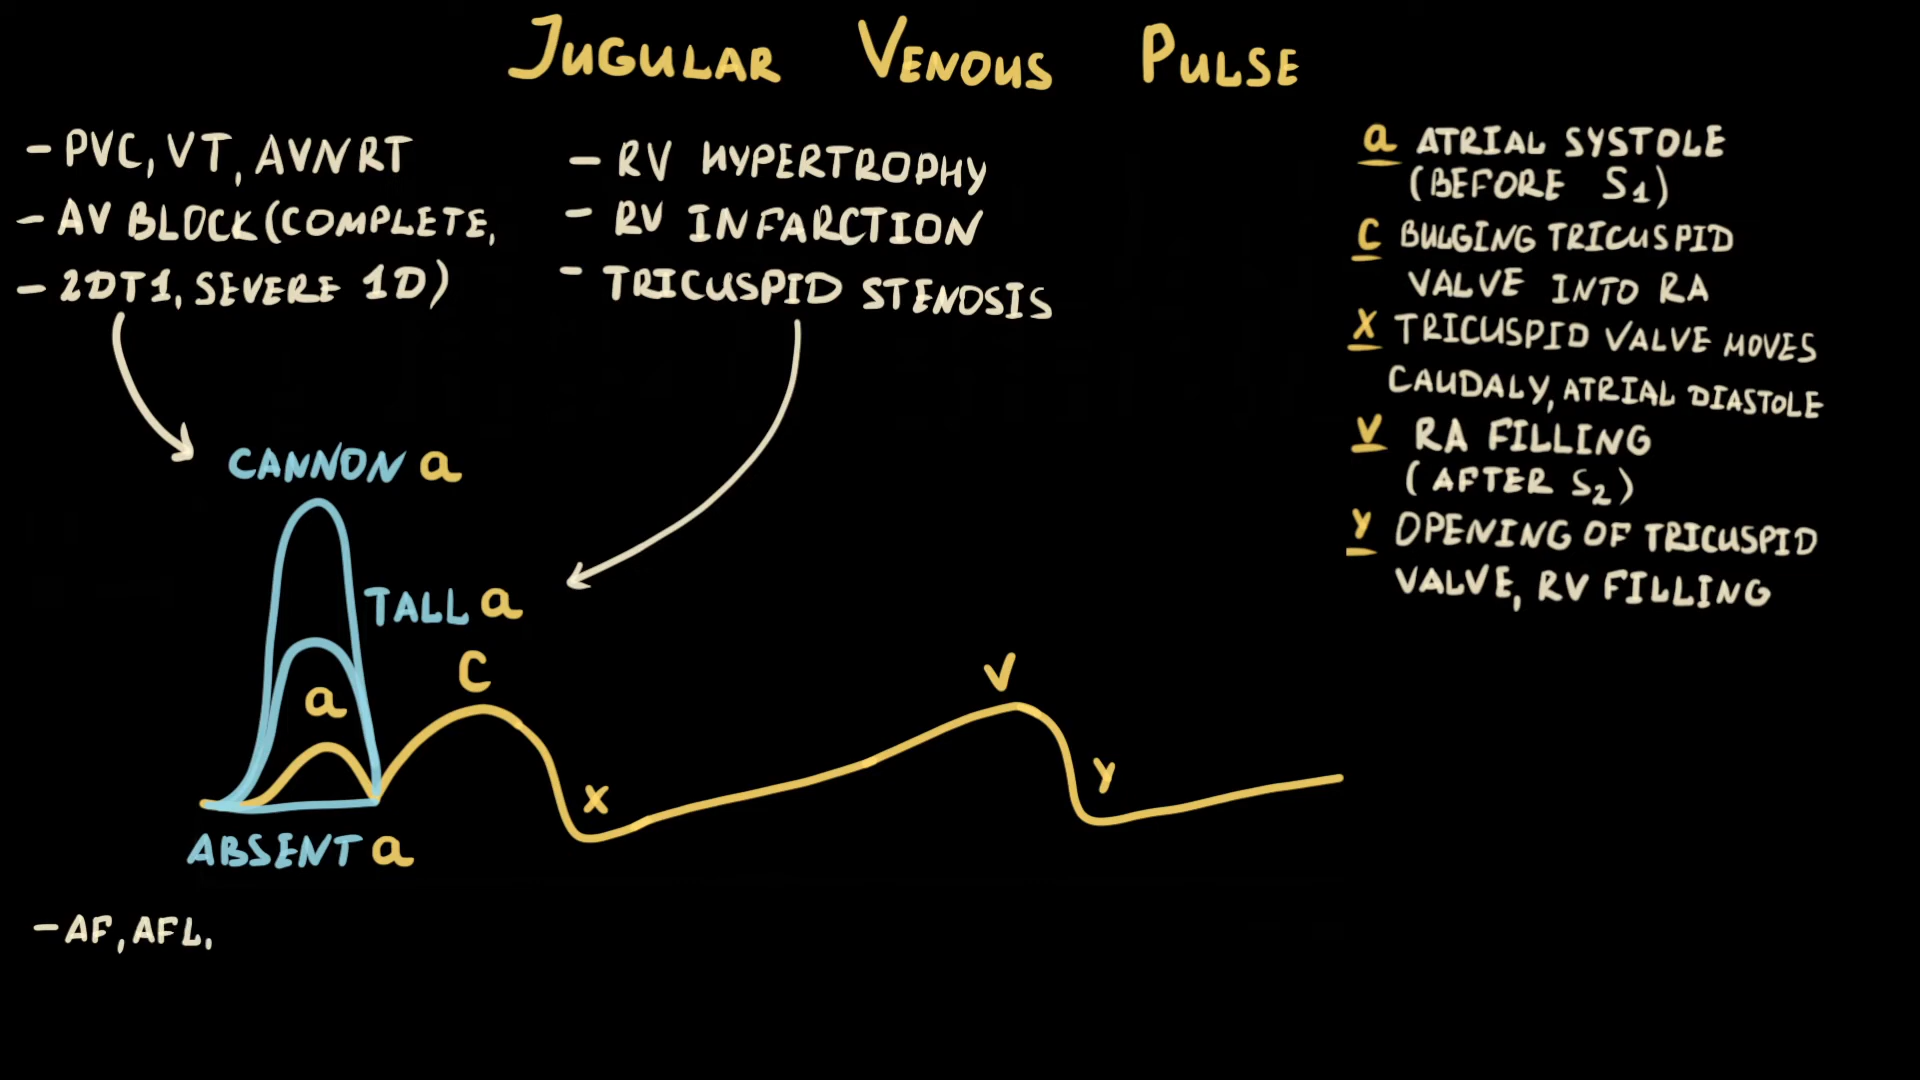 JUGULAR VENOUS PULSE
- PVC, VT, AVNRT
- AV BLOCK (COMPLETE,
- 2DT1, SEVERE 1D)
- RV HYPERTROPHY
- RV INFARCTION
- TRICUSPID STENOSIS
a ATRIAL SYSTOLE
(BEFORE S1)
C BULGING TRICUSPID
VALVE INTO RA
X TRICUSPID VALVE MOVES
CAUDALY, ATRIAL DIASTOLE
V RA FILLING
(AFTER S2)
Y OPENING OF TRICUSPID
VALVE, RV FILLING
CANNON a
TALL a
a
C
X
V
Y
ABSENT a
- AF, AFL,